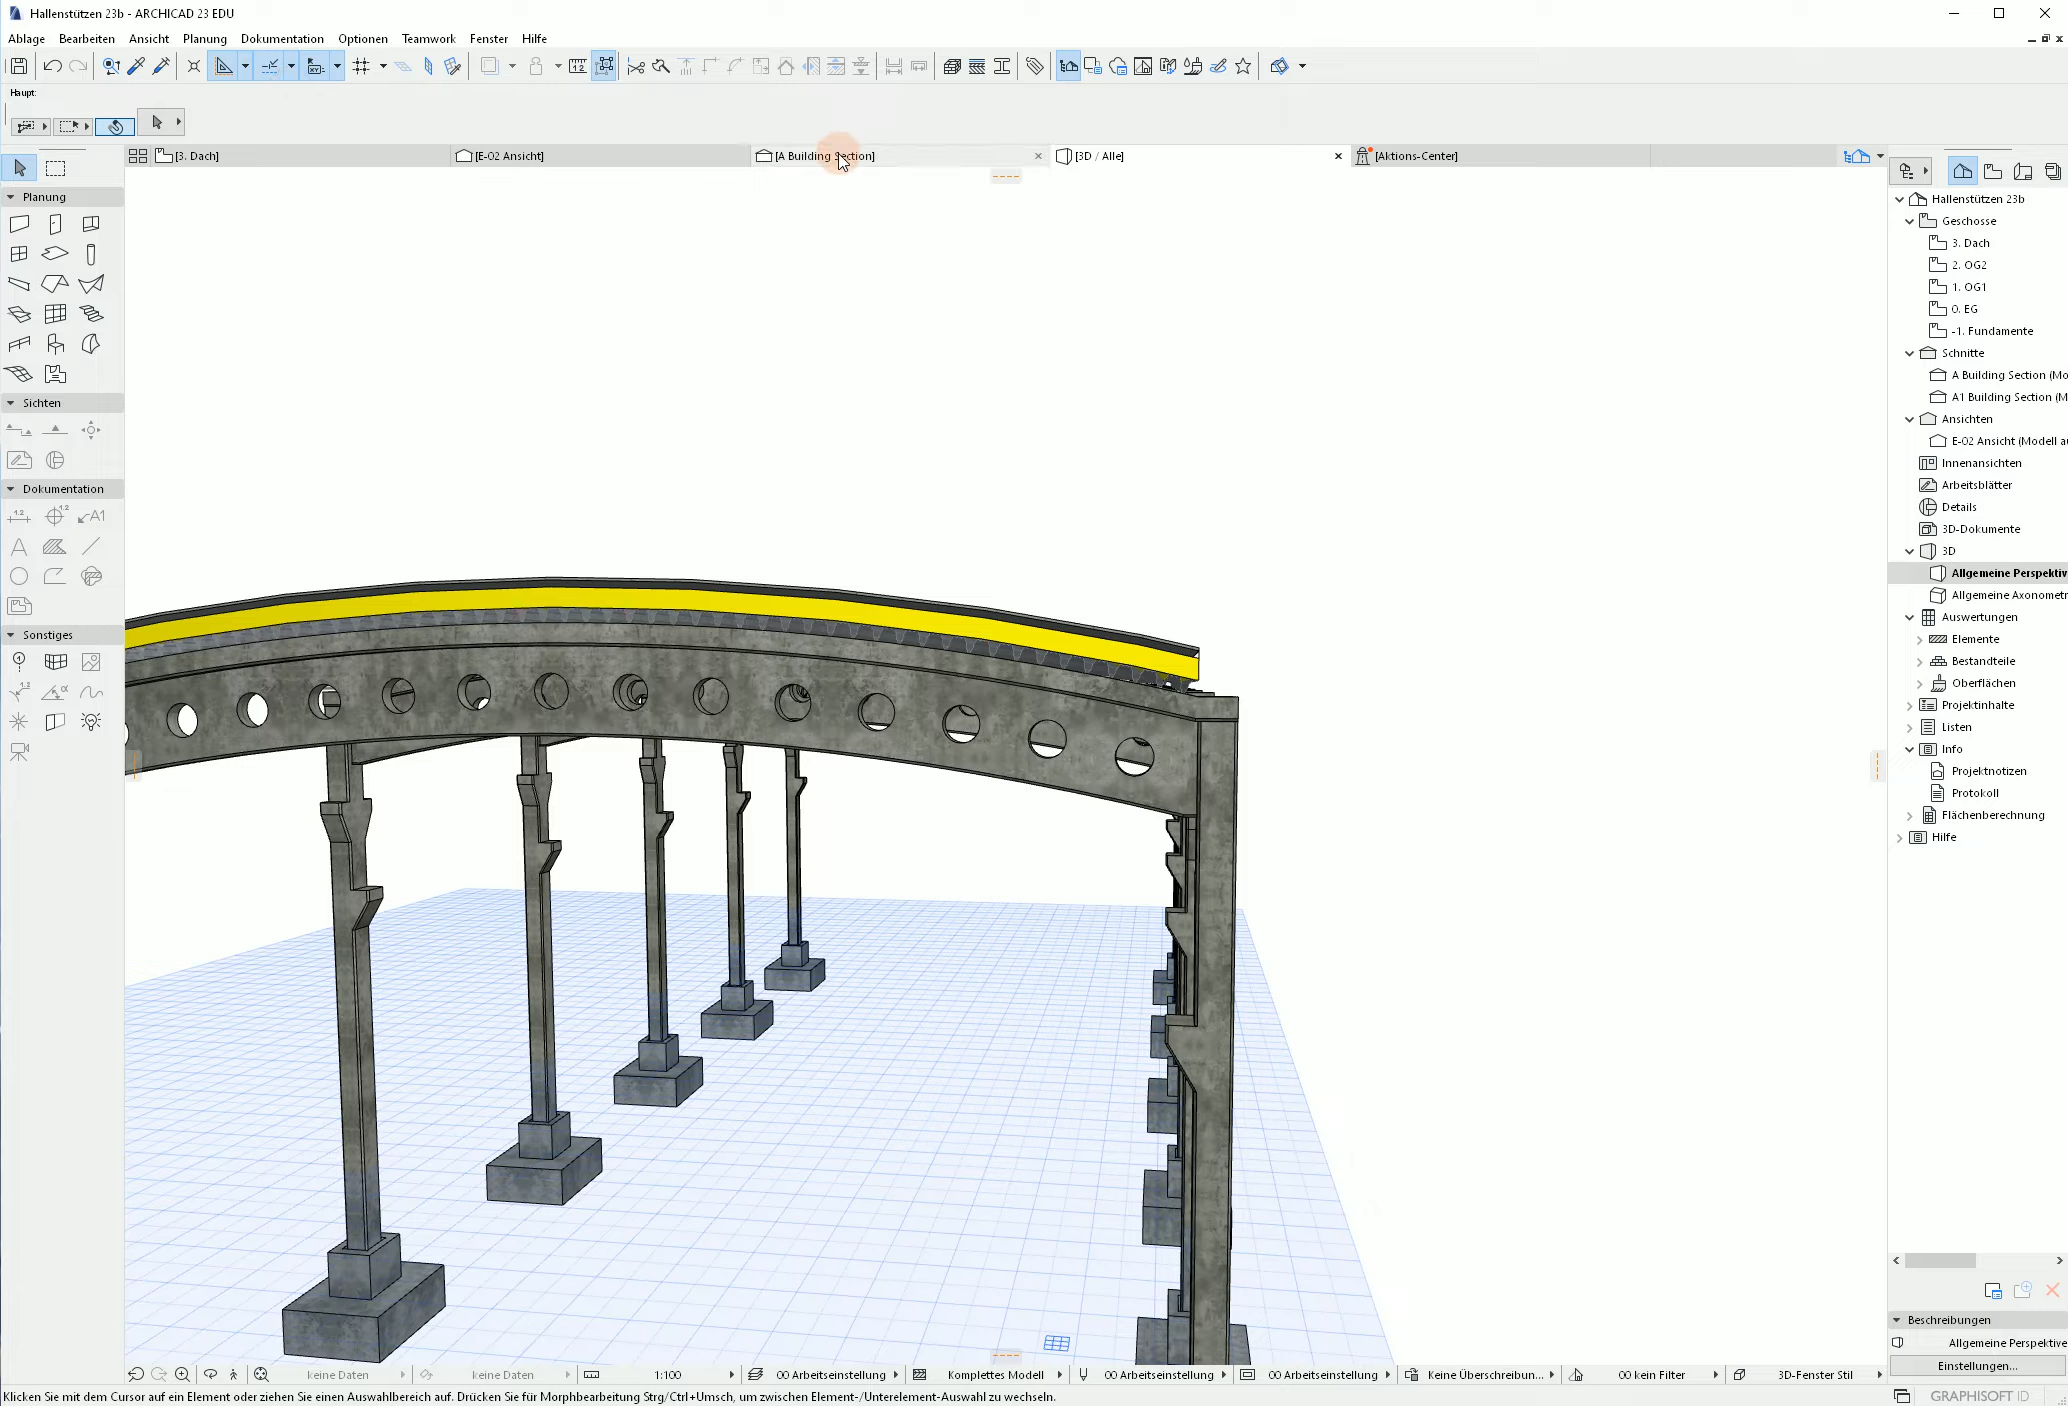 Hallenstützen 23b - ARCHICAD 23 EDU
Ablage Bearbeiten Ansicht Planung Dokumentation Optionen Teamwork Fenster Hilfe
Haupt:
[3. Dach] [E-02 Ansicht] [A Building Section] [3D / Alle] [Aktions-Center]
Planung
Sichten
Dokumentation
1.2 1.2 A1
Sonstiges
Hallenstützen 23b
Geschosse
3. Dach
2. OG2
1. OG1
0. EG
-1. Fundamente
Schnitte
A Building Section (Mo
A1 Building Section (M
Ansichten
E-02 Ansicht (Modell a
Innenansichten
Arbeitsblätter
Details
3D-Dokumente
3D
Allgemeine Perspektiv
Allgemeine Axonometr
Auswertungen
Elemente
Bestandteile
Oberflächen
Projektinhalte
Listen
Info
Projektnotizen
Protokoll
Flächenberechnung
Hilfe
Beschreibungen
Allgemeine Perspektive
Einstellungen...
keine Daten keine Daten 1:100 00 Arbeitseinstellung Komplettes Modell 00 Arbeitseinstellung 00 Arbeitseinstellung Keine Überschreibun... 00 kein Filter 3D-Fenster Stil
Klicken Sie mit dem Cursor auf ein Element oder ziehen Sie einen Auswahlbereich auf. Drücken Sie für Morphbearbeitung Strg/Ctrl+Umsch, um zwischen Element-/Unterelement-Auswahl zu wechseln.
GRAPHISOFT ID